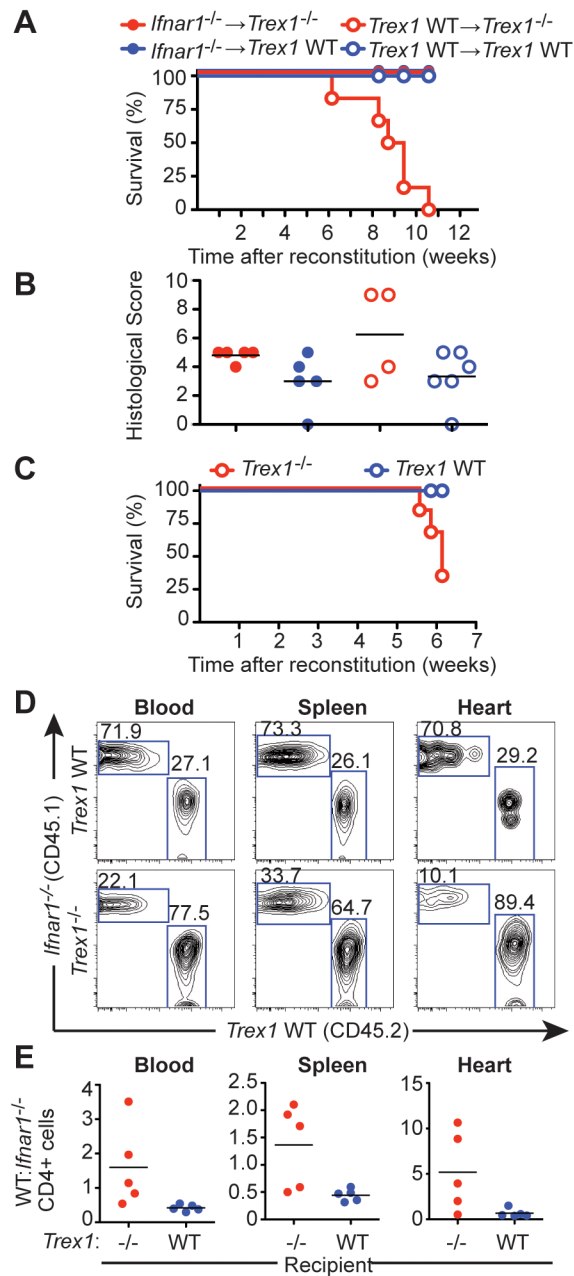 A
Ifnar1-/-→Trex1-/- Trex1 WT→Trex1-/-
Ifnar1-/-→Trex1 WT Trex1 WT→Trex1 WT
Survival (%)
100
75
50
25
0
2 4 6 8 10 12
Time after reconstitution (weeks)
B
Histological Score
10
8
6
4
2
0
C
Trex1-/- Trex1 WT
Survival (%)
100
75
50
25
0
1 2 3 4 5 6 7
Time after reconstitution (weeks)
D
Blood Spleen Heart
Ifnar1-/- (CD45.1)
Trex1 WT
71.9 27.1 73.3 26.1 70.8 29.2
Trex1-/-
22.1 77.5 33.7 64.7 10.1 89.4
Trex1 WT (CD45.2)
E
Blood Spleen Heart
WT:Ifnar1-/-
CD4+ cells
4
3
2
1
0
2.5
2.0
1.5
1.0
0.5
0.0
15
10
5
0
Trex1: -/- WT -/- WT -/- WT
Recipient